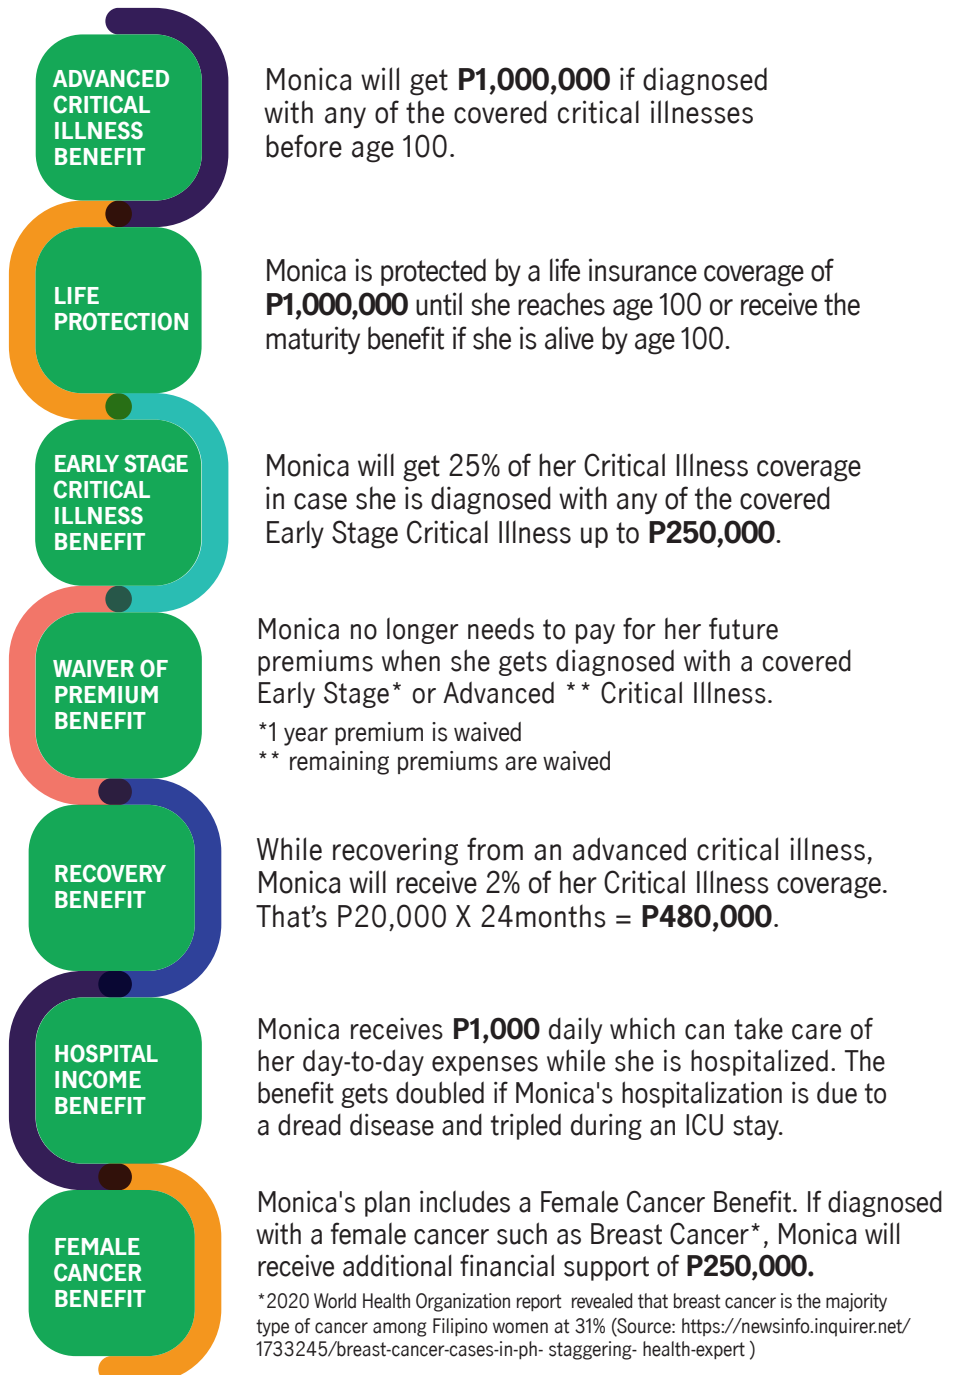 ADVANCED
CRITICAL
ILLNESS
BENEFIT
Monica will get P1,000,000 if diagnosed
with any of the covered critical illnesses
before age 100.
LIFE
PROTECTION
Monica is protected by a life insurance coverage of
P1,000,000 until she reaches age 100 or receive the
maturity benefit if she is alive by age 100.
EARLY STAGE
CRITICAL
ILLNESS
BENEFIT
Monica will get 25% of her Critical Illness coverage
in case she is diagnosed with any of the covered
Early Stage Critical Illness up to P250,000.
WAIVER OF
PREMIUM
BENEFIT
Monica no longer needs to pay for her future
premiums when she gets diagnosed with a covered
Early Stage* or Advanced ** Critical Illness.
*1 year premium is waived
** remaining premiums are waived
RECOVERY
BENEFIT
While recovering from an advanced critical illness,
Monica will receive 2% of her Critical Illness coverage.
That's P20,000 X 24months = P480,000.
HOSPITAL
INCOME
BENEFIT
Monica receives P1,000 daily which can take care of
her day-to-day expenses while she is hospitalized. The
benefit gets doubled if Monica's hospitalization is due to
a dread disease and tripled during an ICU stay.
FEMALE
CANCER
BENEFIT
Monica's plan includes a Female Cancer Benefit. If diagnosed
with a female cancer such as Breast Cancer*, Monica will
receive additional financial support of P250,000.
*2020 World Health Organization report revealed that breast cancer is the majority
type of cancer among Filipino women at 31% (Source: https://newsinfo.inquirer.net/
1733245/breast-cancer-cases-in-ph- staggering- health-expert )